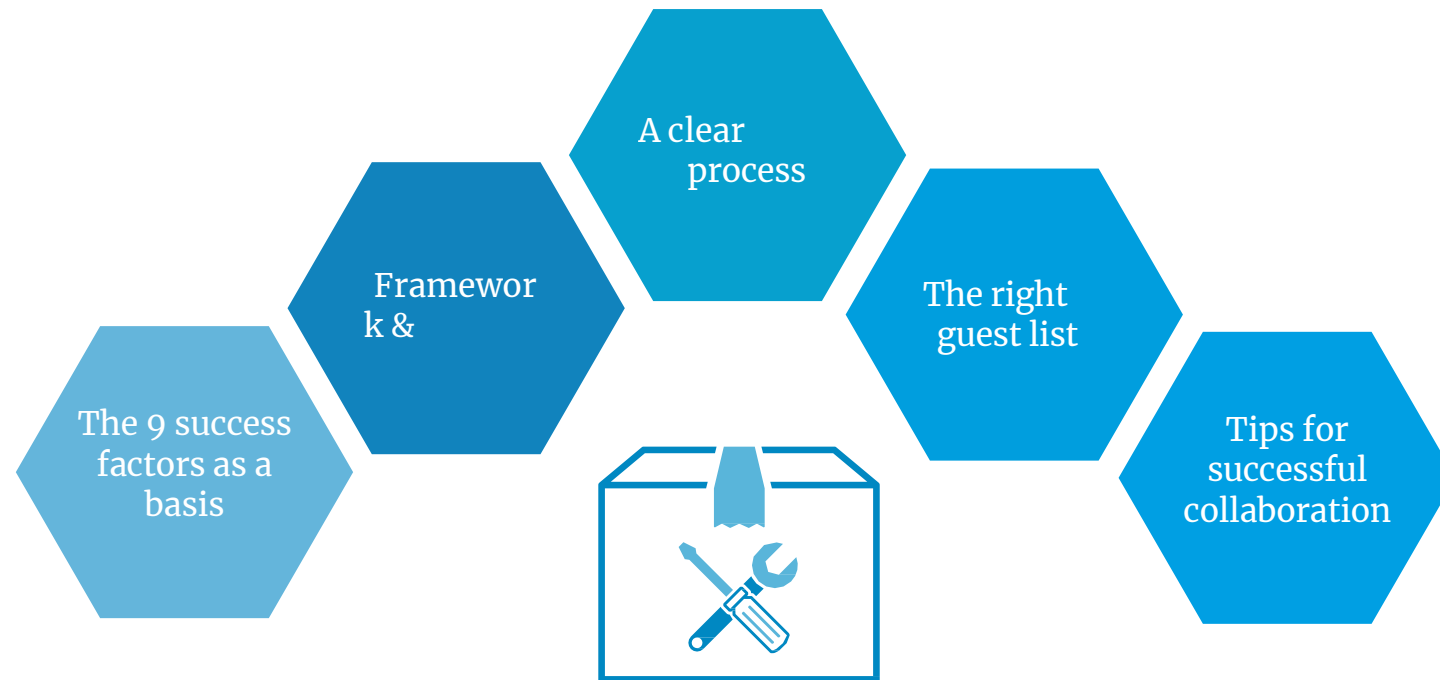 The 9 success
factors as a
basis
Framewor
k &
A clear
process
The right
guest list
Tips for
successful
collaboration